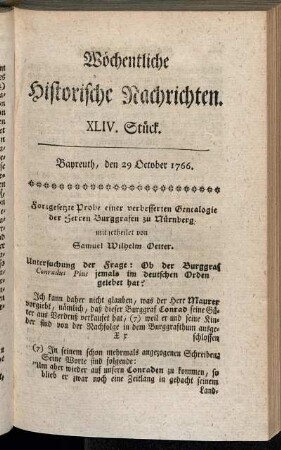 Wöchentliche
Historische Nachrichten.
XLIV. Stück.
Bayreuth, den 29 October 1766.
Fortgesetzte Probe einer verbesserten Genealogie
der Herren Burggrafen zu Nürnberg,
mitgetheilet von
Samuel Wilhelm Oetter.
Untersuchung der Frage: Ob der Burggraf
Conradus Pius jemals im deutschen Orden
gelebet hat?
Ich kann daher nicht glauben, was der Herr Maurer
vorgiebt, nämlich, daß dieser Burggraf Conrad seine Gü-
ter aus Verdruß verkaufet hat, (7) weil er und seine Kin-
der sind von der Nachfolge in dem Burggrafthum ausge-
X x schlossen
(7) In seinem schon mehrmals angezogenen Schreiben.
Seine Worte sind folgende:
"Um aber wieder auf unsern Conraden zu kommen, so
blieb er zwar noch eine Zeitlang in gedacht seinem
Land-